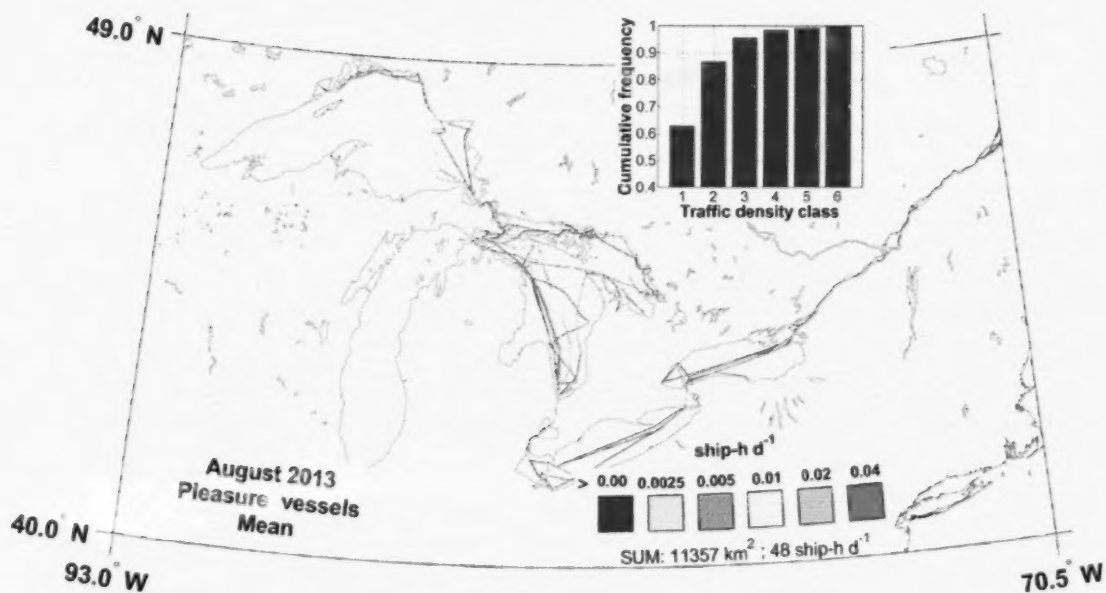 49.0° N
Cumulative frequency
1
0.9
0.8
0.7
0.6
0.5
0.4
1 2 3 4 5 6
Traffic density class
August 2013
Pleasure vessels
Mean
ship-h d⁻¹
> 0.00 0.0025 0.005 0.01 0.02 0.04
SUM: 11357 km² ; 48 ship-h d⁻¹
40.0° N
93.0° W
70.5° W